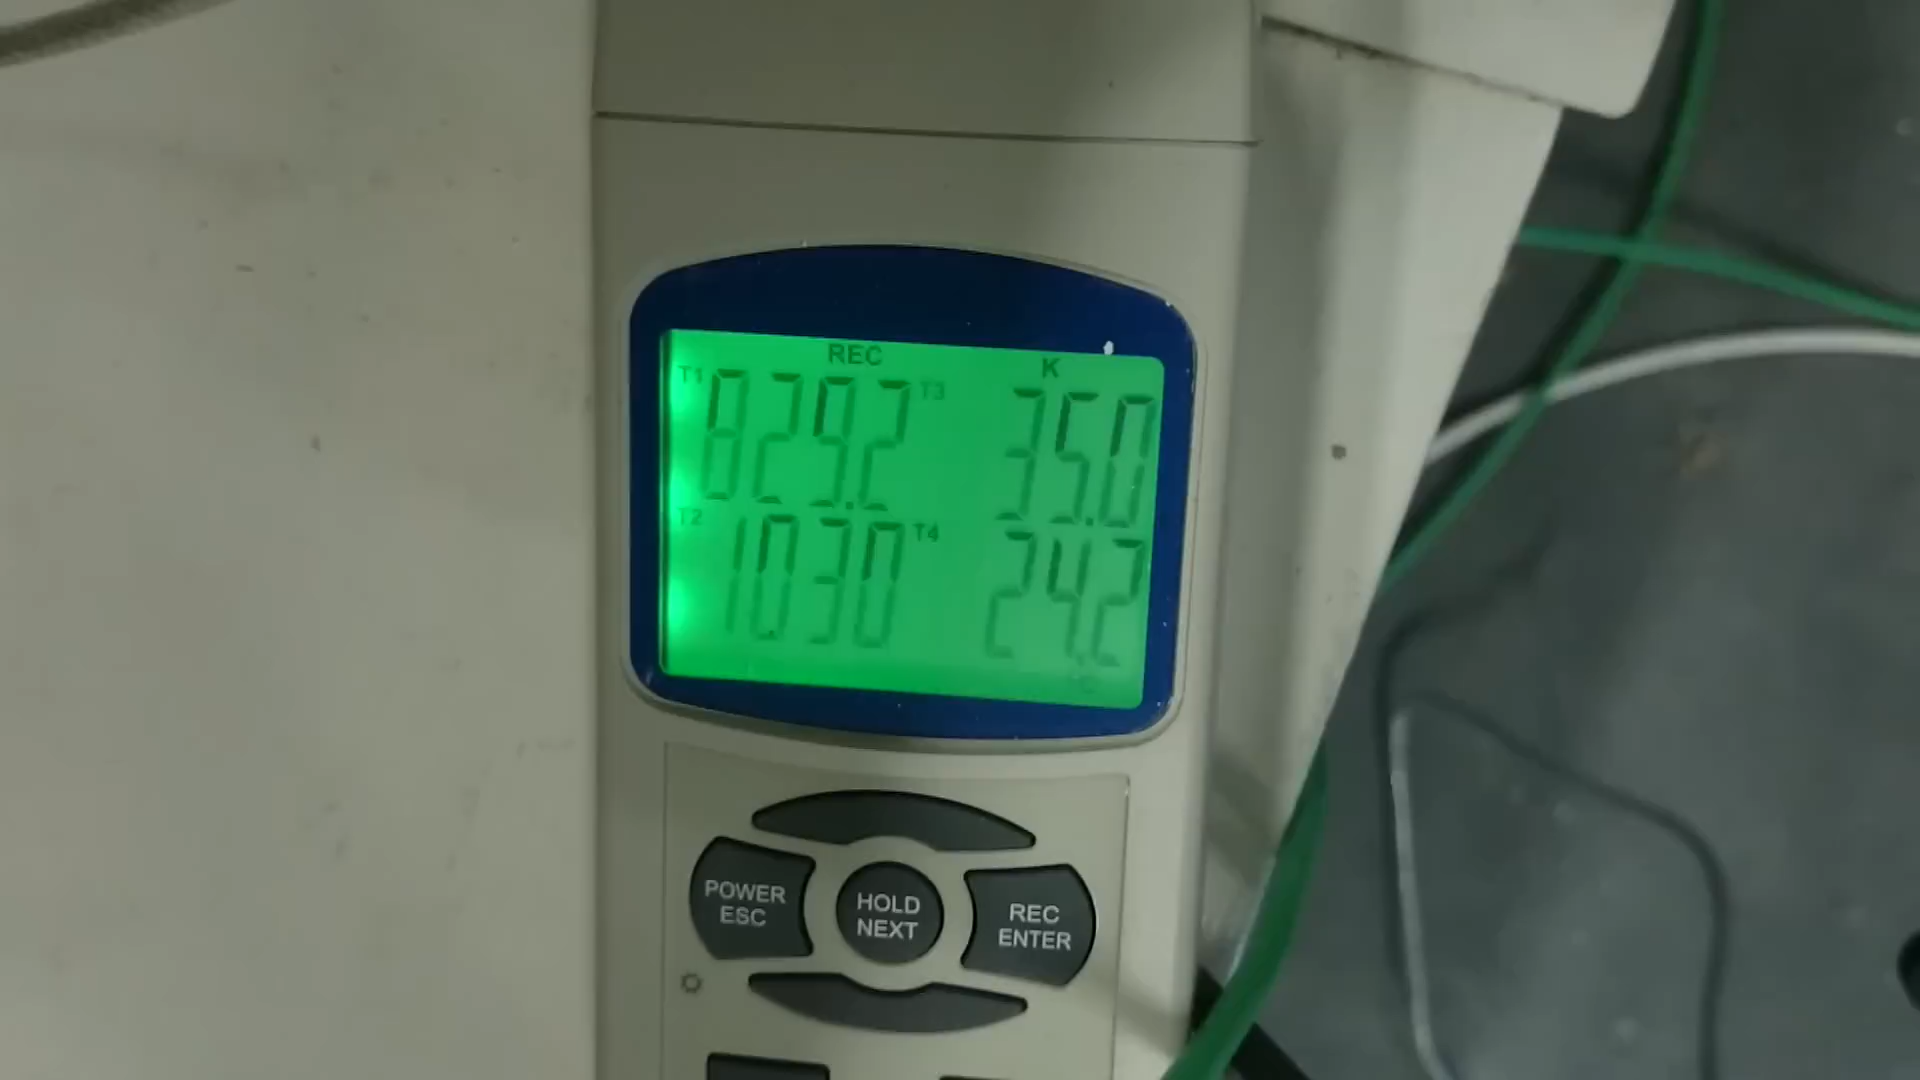 REC K
T1 829.2 T3 35.0
T2 1030 T4 24.2
°C
POWER
ESC
HOLD
NEXT
REC
ENTER